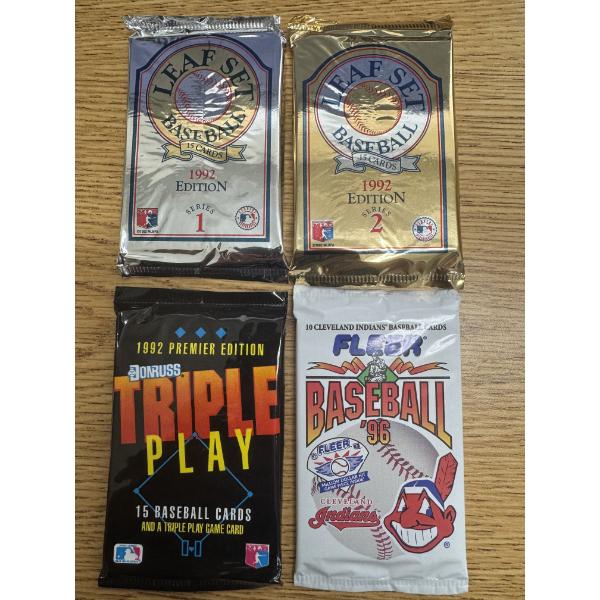 LEAF SET
BASEBALL
15 CARDS
1992
EDITION
SERIES
1
LEAF SET
BASEBALL
15 CARDS
1992
EDITION
SERIES
2
1992 PREMIER EDITION
DONRUSS
TRIPLE
PLAY
15 BASEBALL CARDS
AND A TRIPLE PLAY GAME CARD
10 CLEVELAND INDIANS' BASEBALL CARDS
FLEER
BASEBALL
'96
FLEER
CLEVELAND
Indians